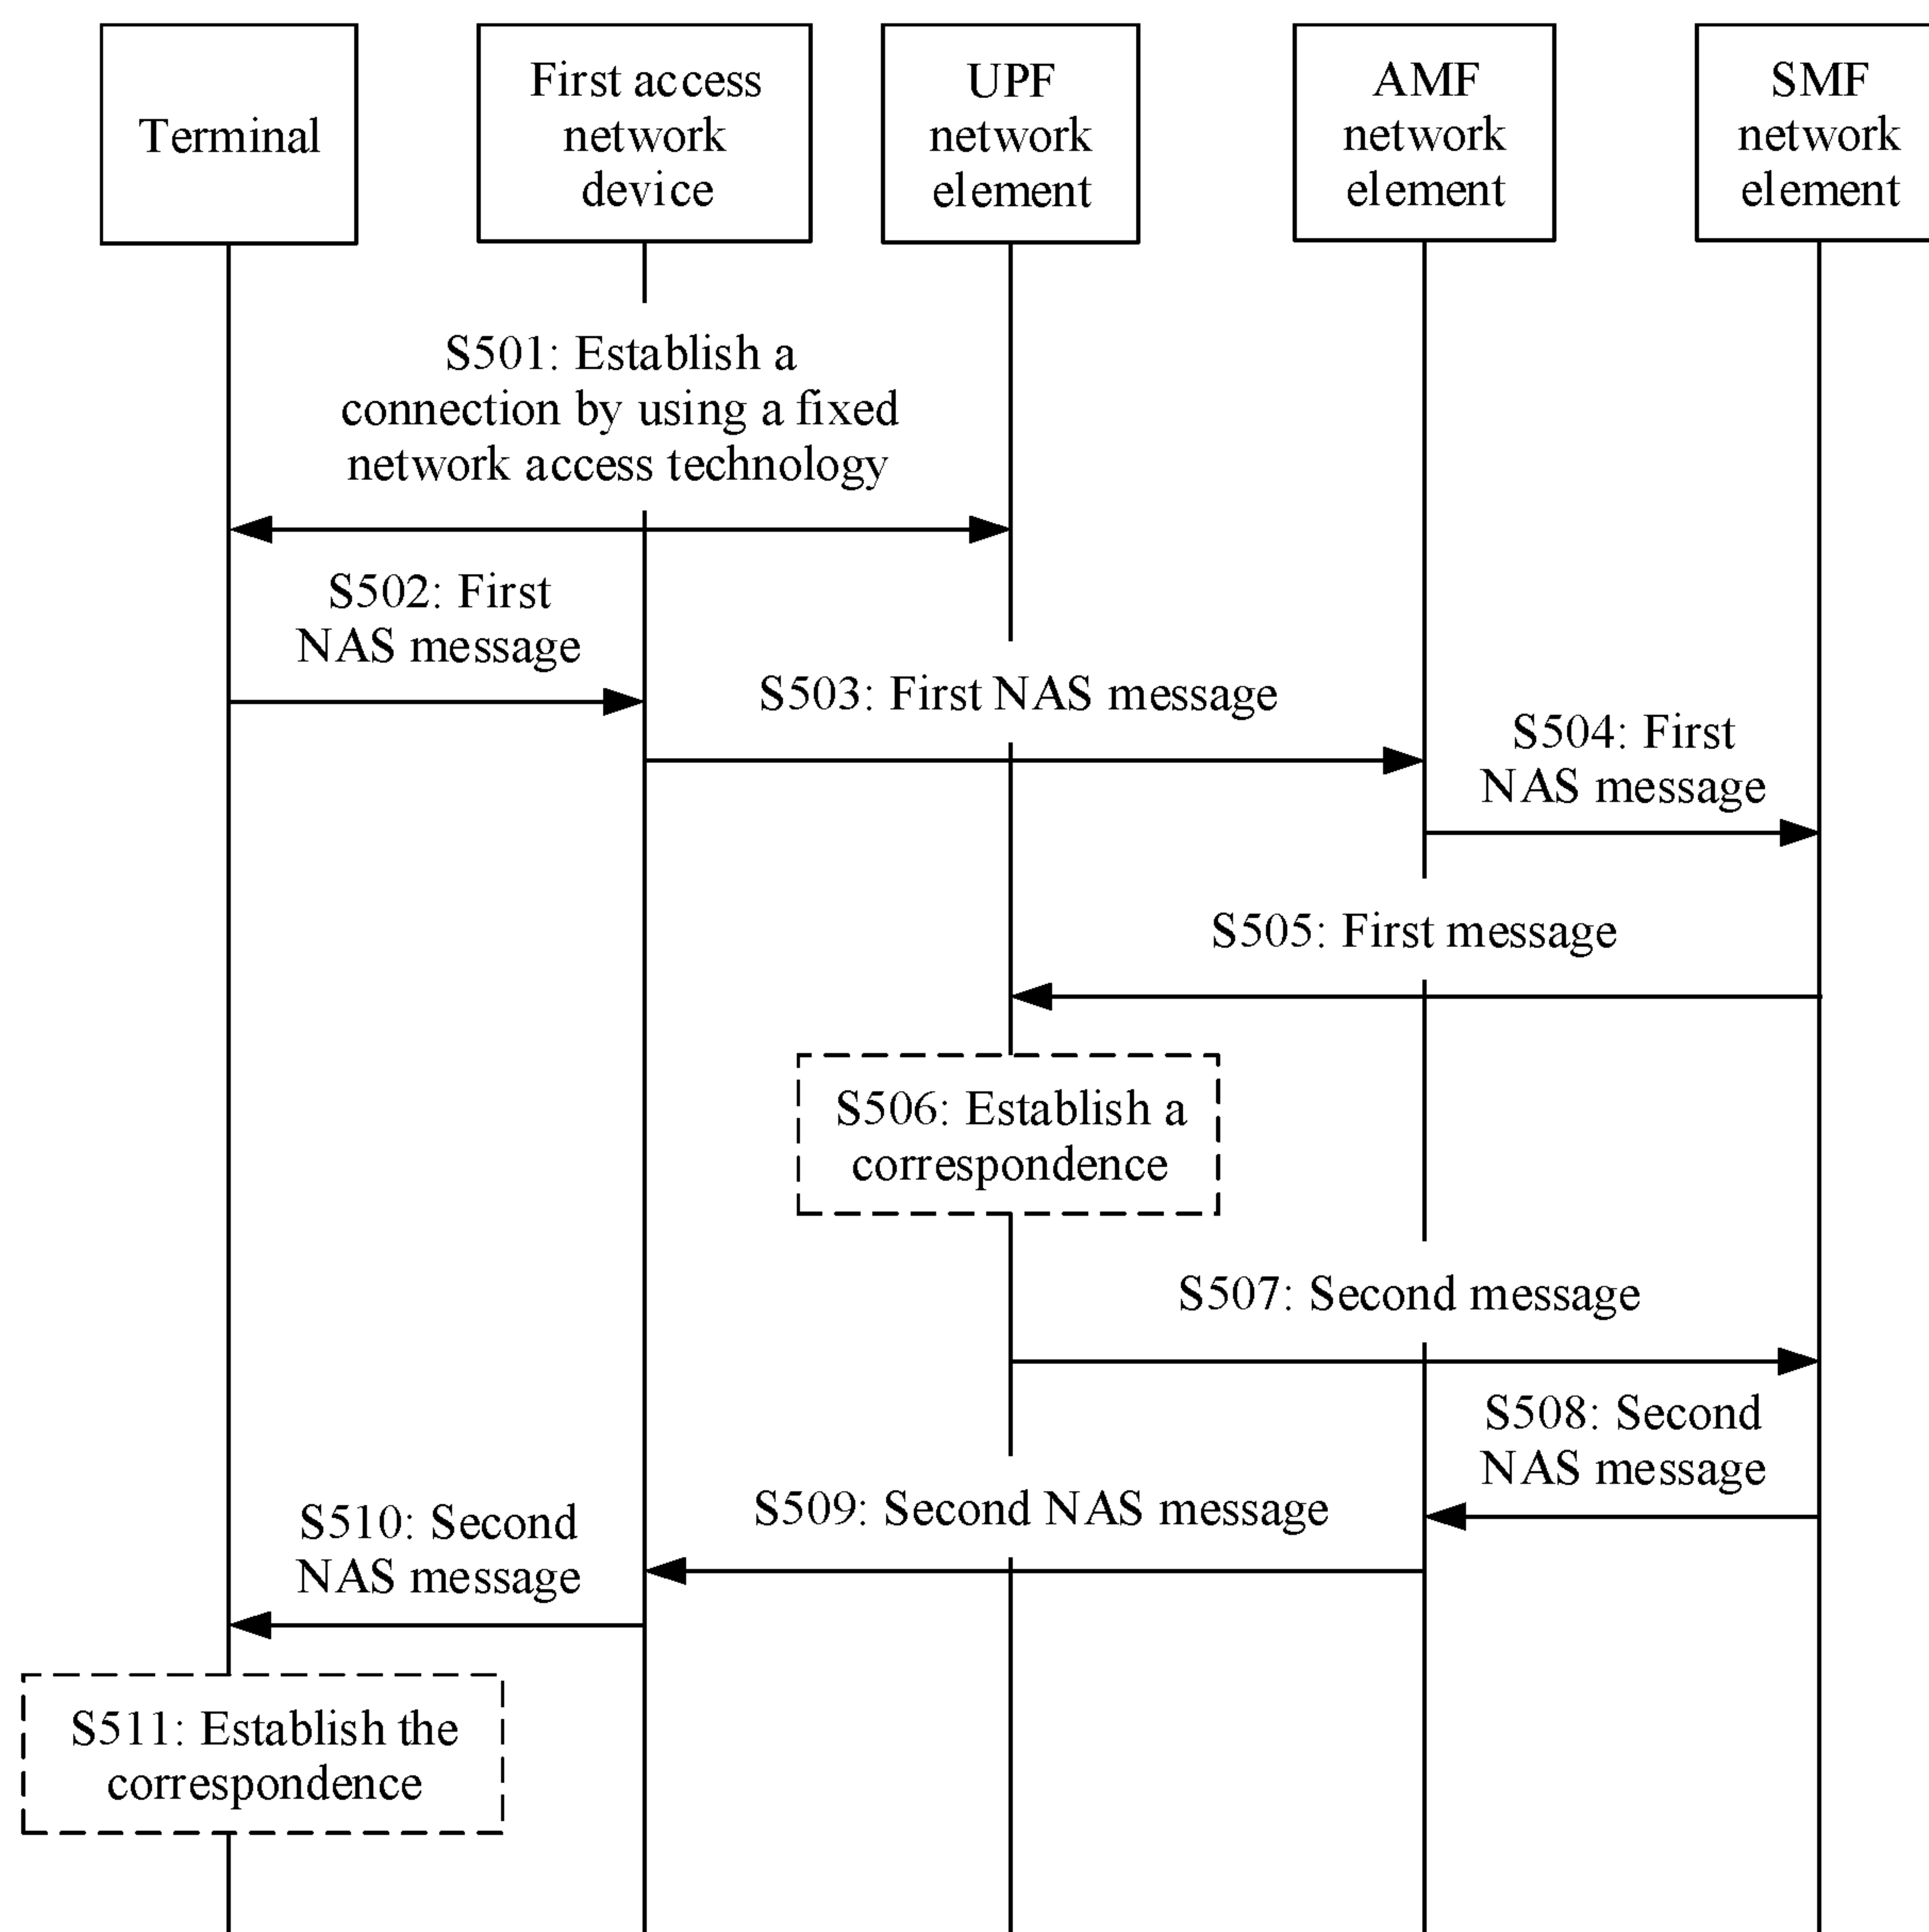 Terminal
First access
network
device
UPF
network
element
AMF
network
element
SMF
network
element
S501: Establish a
connection by using a fixed
network access technology
S502: First
NAS message
S503: First NAS message
S504: First
NAS message
S505: First message
S506: Establish a
correspondence
S507: Second message
S508: Second
NAS message
S509: Second NAS message
S510: Second
NAS message
S511: Establish the
correspondence